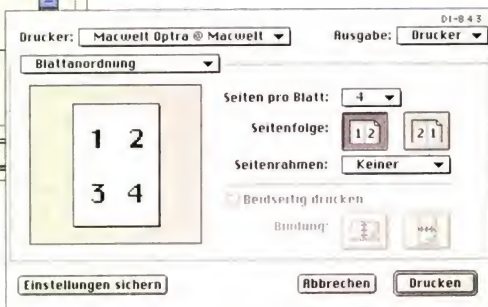 DI-843
Drucker: Macwelt Optra @ Macwelt Ausgabe: Drucker
Blattanordnung
Seiten pro Blatt: 4
1 2
3 4
Seitenfolge: 1 2 2 1
Seitenrahmen: Keiner
Beidseitig drucken
Bindung:
Einstellungen sichern Abbrechen Drucken